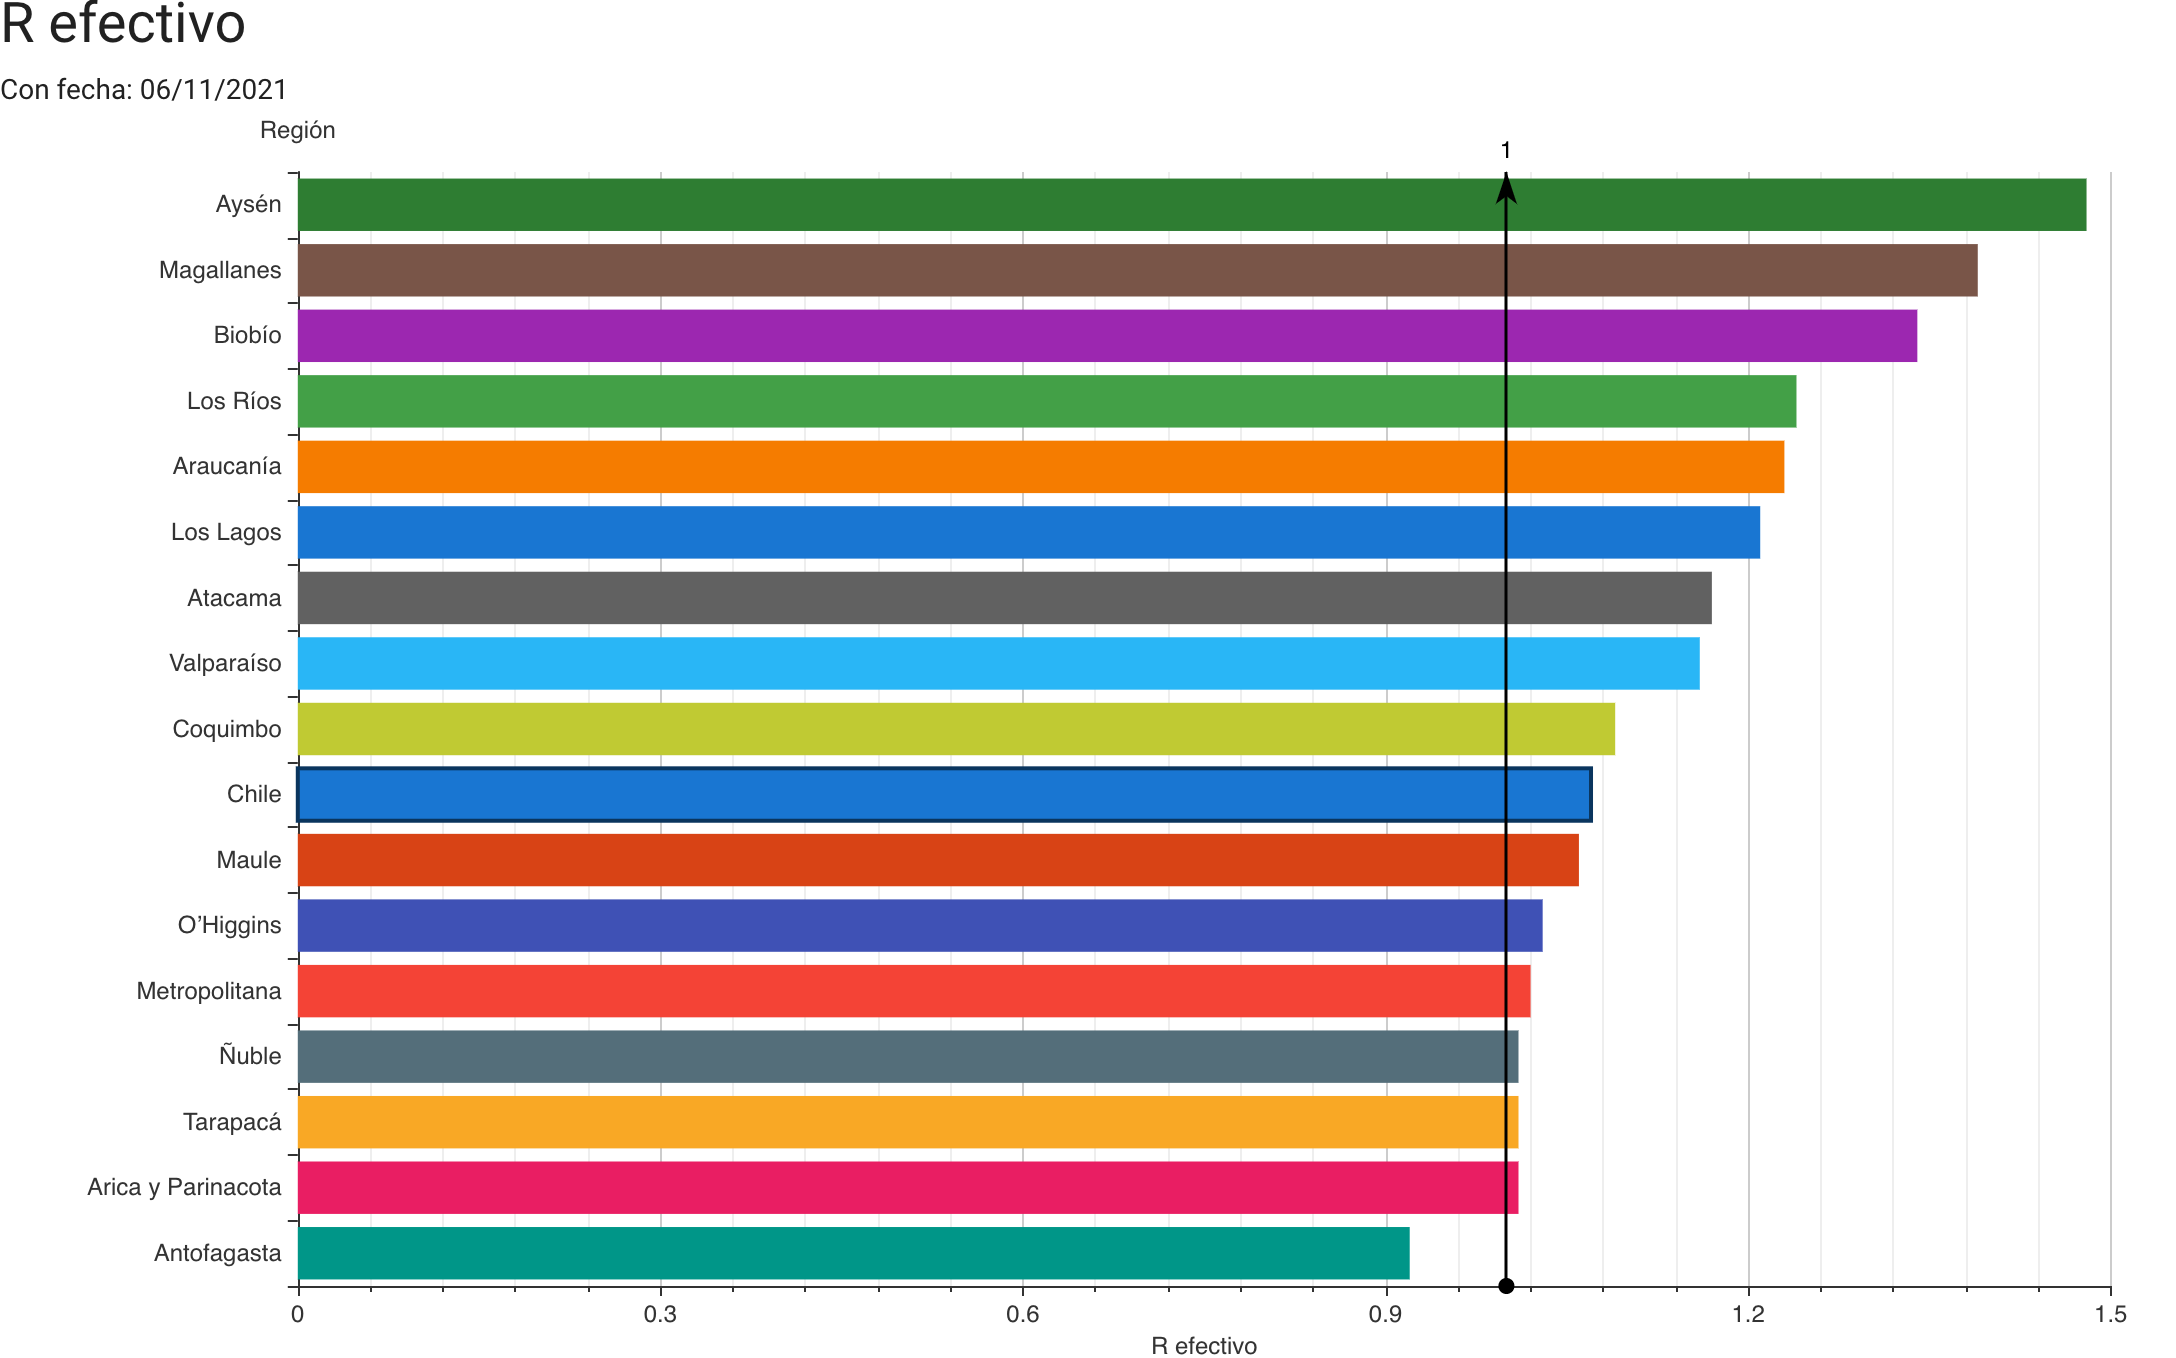 R efectivo
Con fecha: 06/11/2021
Región
1
Aysén
Magallanes
Biobío
Los Ríos
Araucanía
Los Lagos
Atacama
Valparaíso
Coquimbo
Chile
Maule
O’Higgins
Metropolitana
Ñuble
Tarapacá
Arica y Parinacota
Antofagasta
0 0.3 0.6 0.9 1.2 1.5
R efectivo